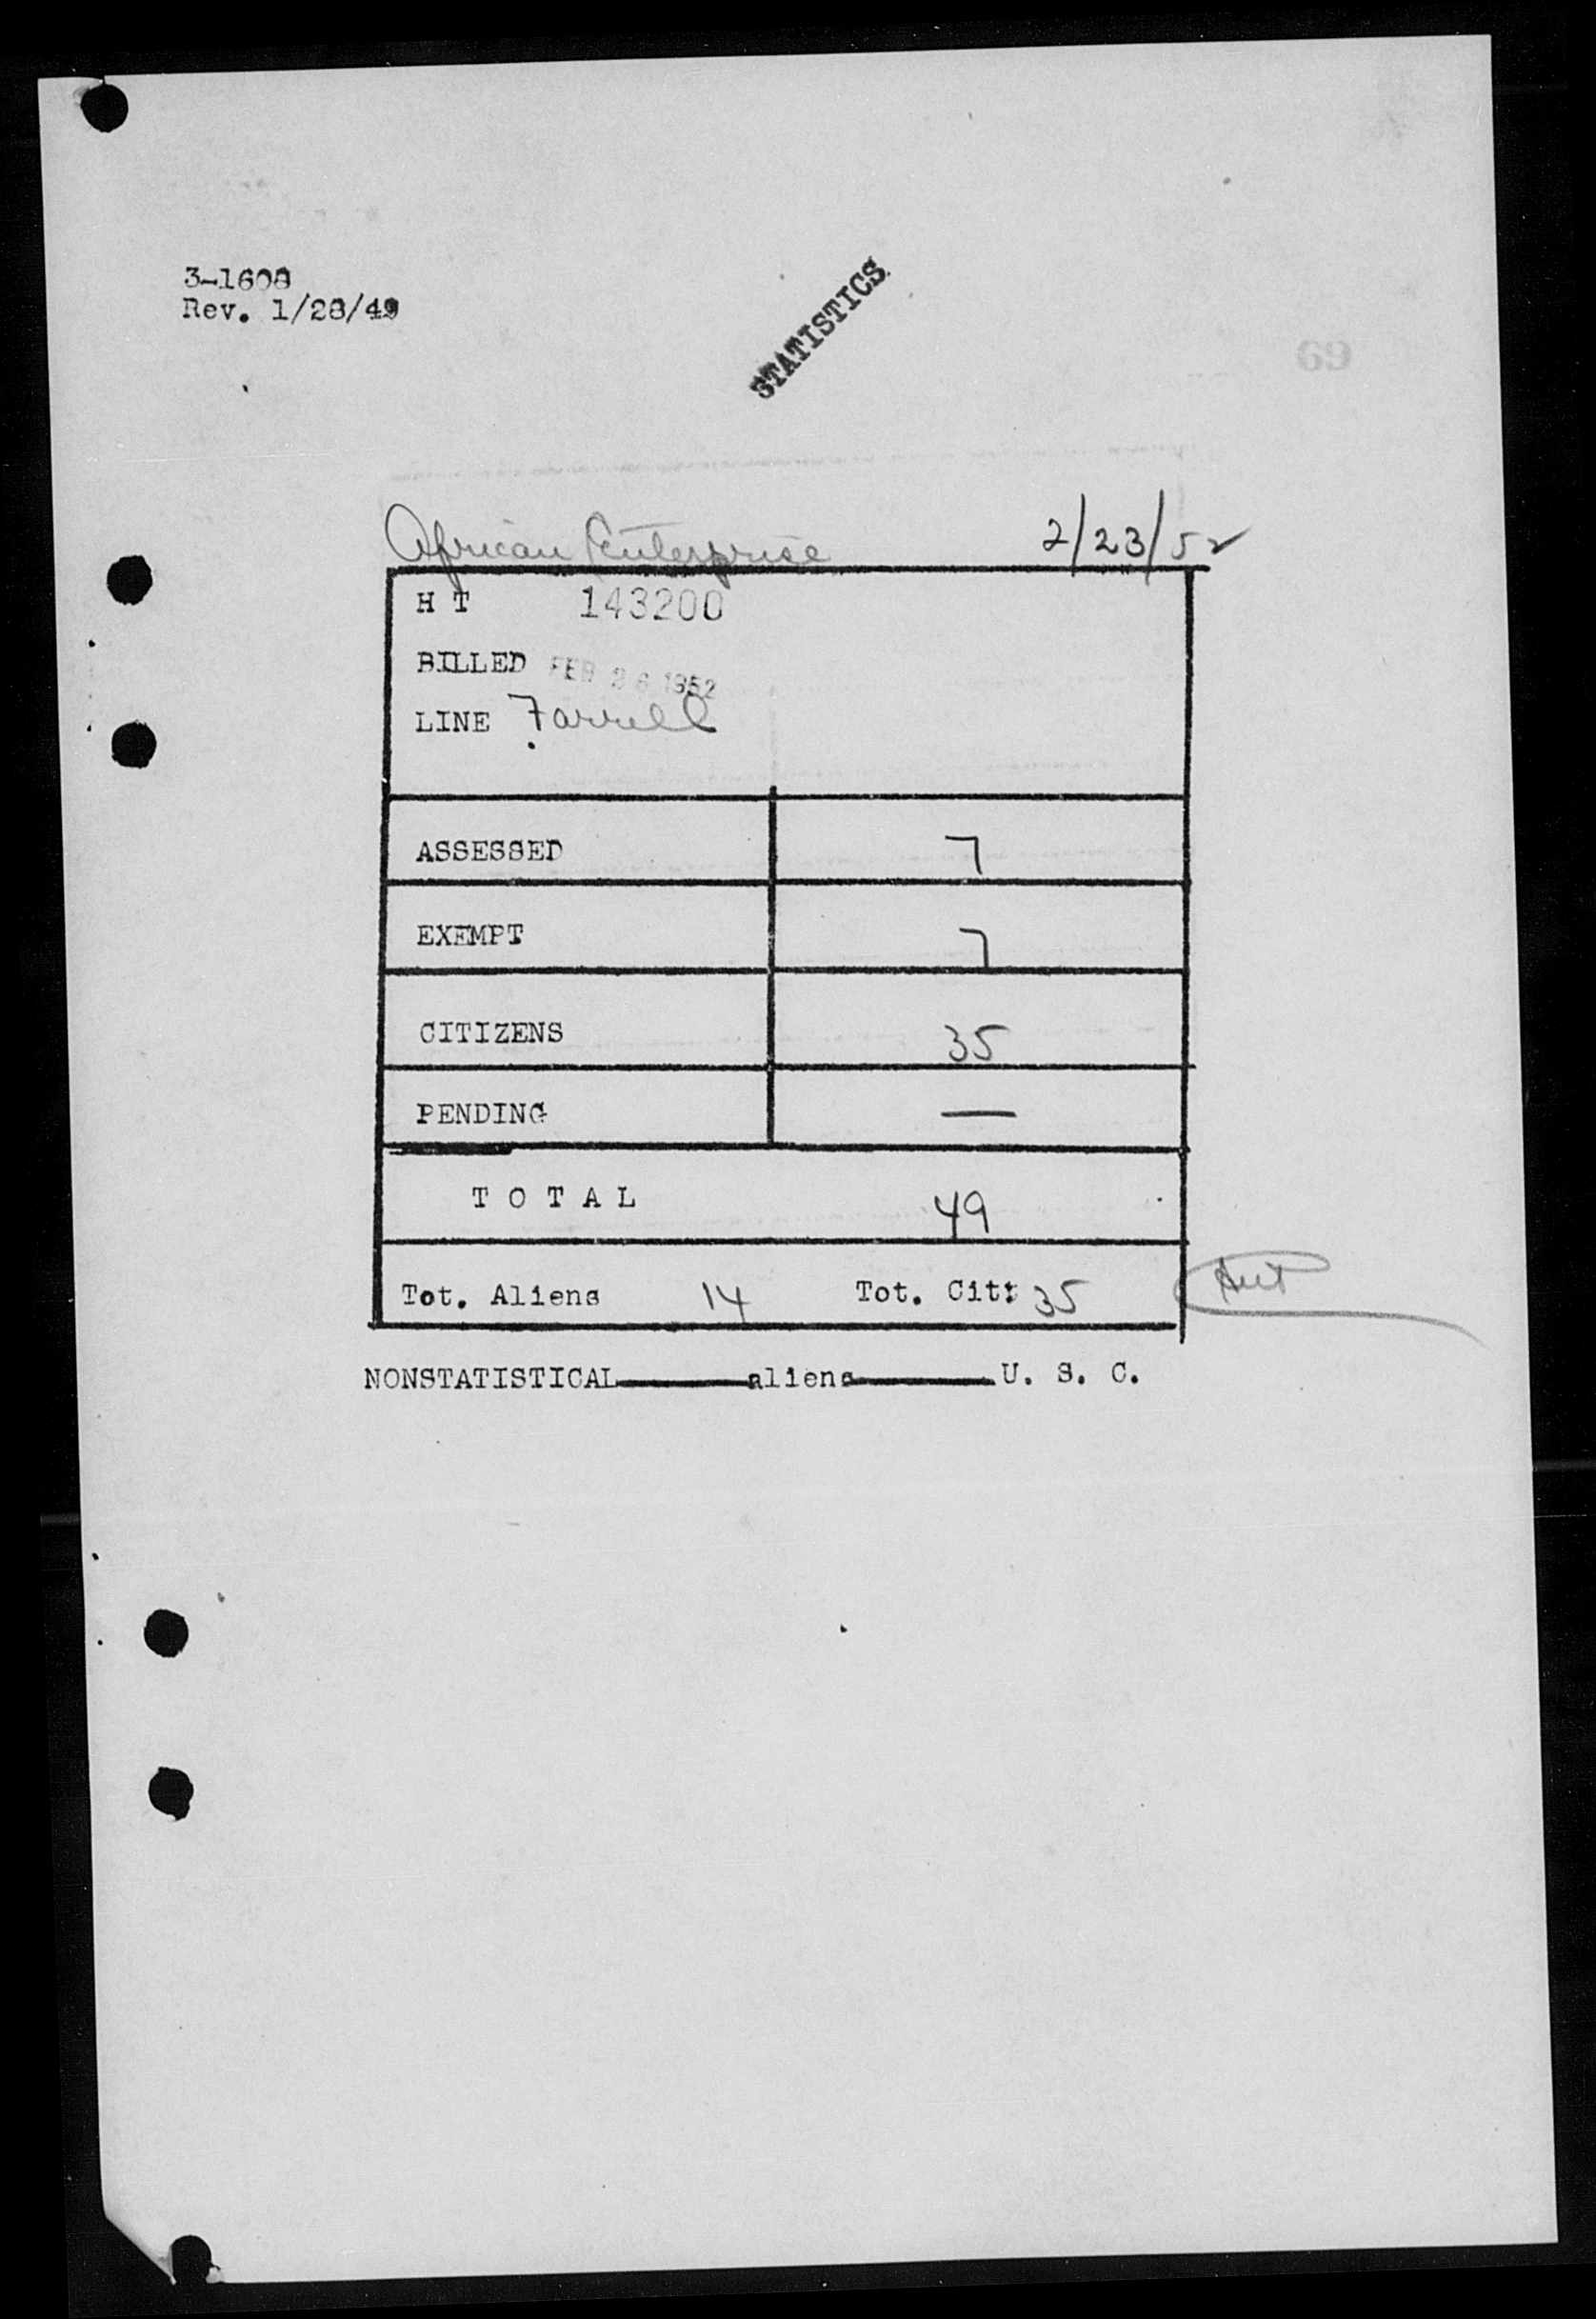 3-1608
Rev. 1/28/49
STATISTICS
69
African Enterprise 2/23/52
H T 143200
BILLED FEB 26 1952
LINE Farrell
ASSESSED 7
EXEMPT 7
CITIZENS 35
PENDING —
TOTAL 49
Tot. Aliens 14 Tot. Cit: 35
NONSTATISTICAL aliens U. S. C.